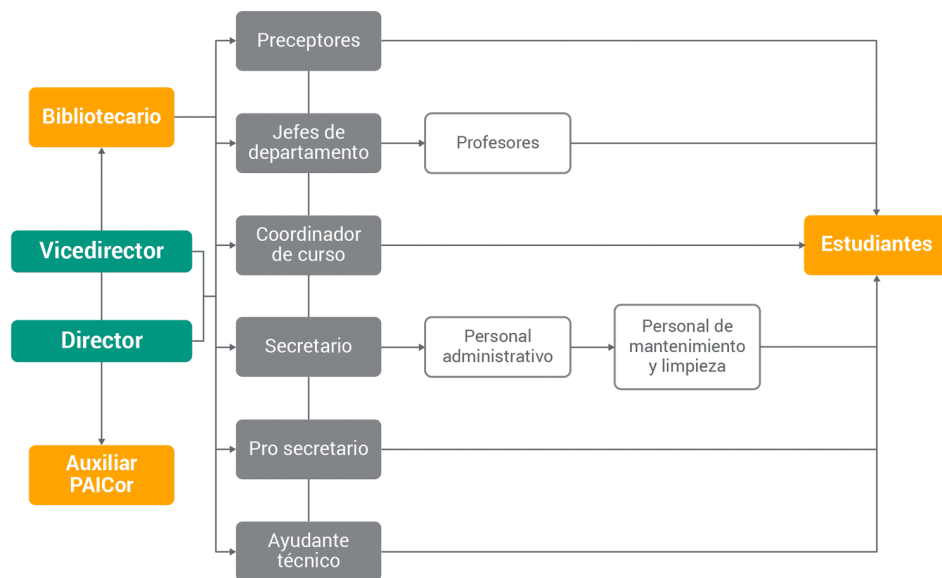 Preceptores
Bibliotecario
Jefes de
departamento
Profesores
Vicedirector
Coordinador
de curso
Estudiantes
Director
Secretario
Personal
administrativo
Personal de
mantenimiento
y limpieza
Auxiliar
PAICor
Pro secretario
Ayudante
técnico